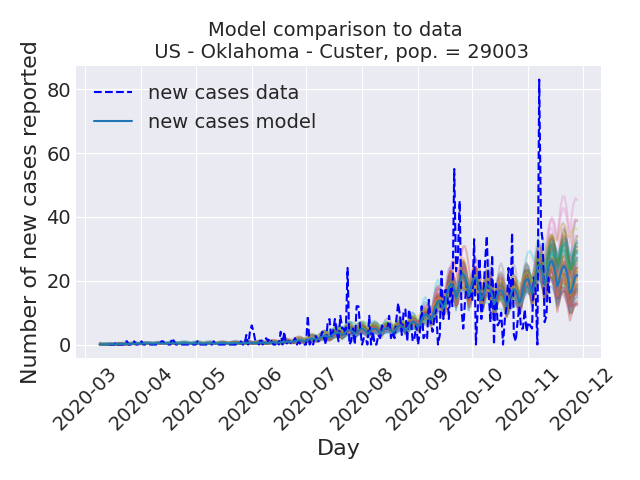 Model comparison to data
US - Oklahoma - Custer, pop. = 29003
Number of new cases reported
80
60
40
20
0
new cases data
new cases model
2020-03
2020-04
2020-05
2020-06
2020-07
2020-08
2020-09
2020-10
2020-11
2020-12
Day